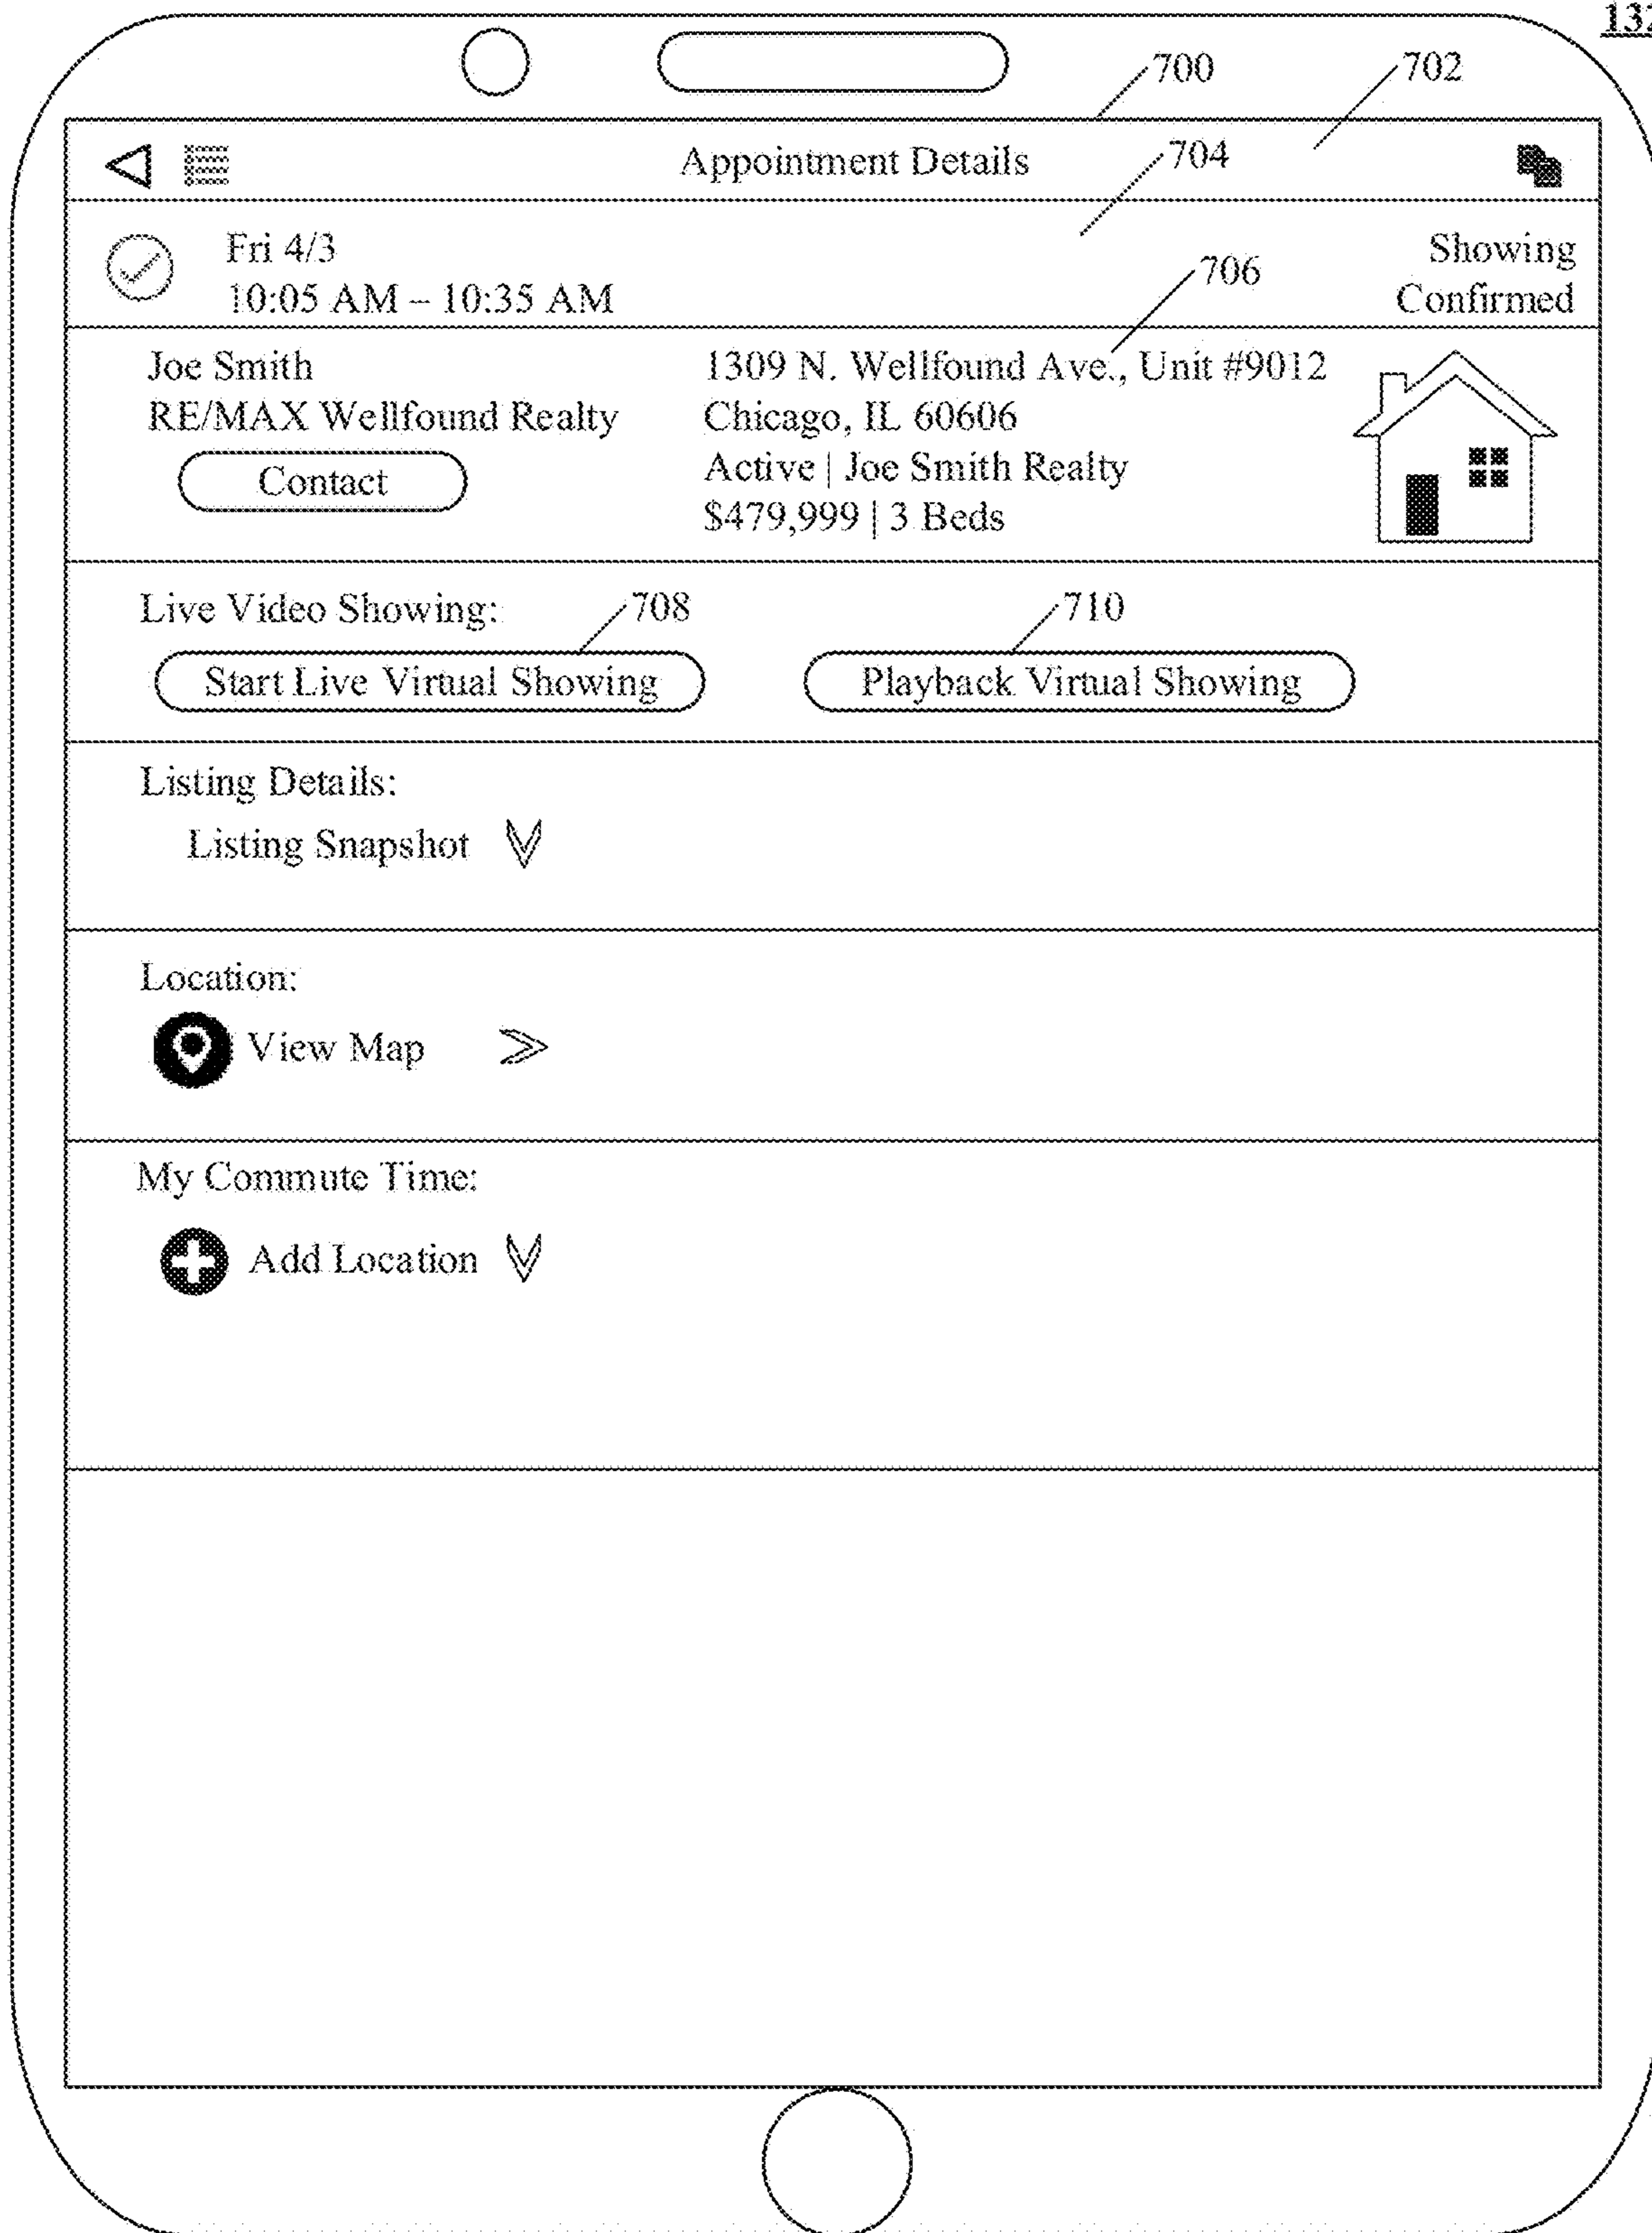 132
700
702
Appointment Details
704
Fri 4/3
10:05 AM – 10:35 AM
Showing
Confirmed
706
Joe Smith
RE/MAX Wellfound Realty
Contact
1309 N. Wellfound Ave., Unit #9012
Chicago, IL 60606
Active | Joe Smith Realty
$479,999 | 3 Beds
Live Video Showing:
708
710
Start Live Virtual Showing
Playback Virtual Showing
Listing Details:
Listing Snapshot
Location:
View Map
My Commute Time:
Add Location